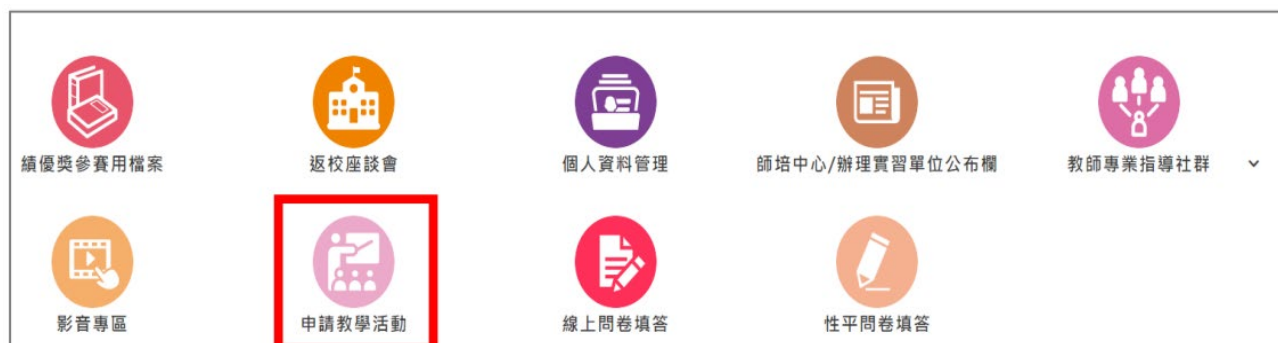 績優獎參賽用檔案
返校座談會
個人資料管理
師培中心/辦理實習單位公布欄
教師專業指導社群
影音專區
申請教學活動
線上問卷填答
性平問卷填答